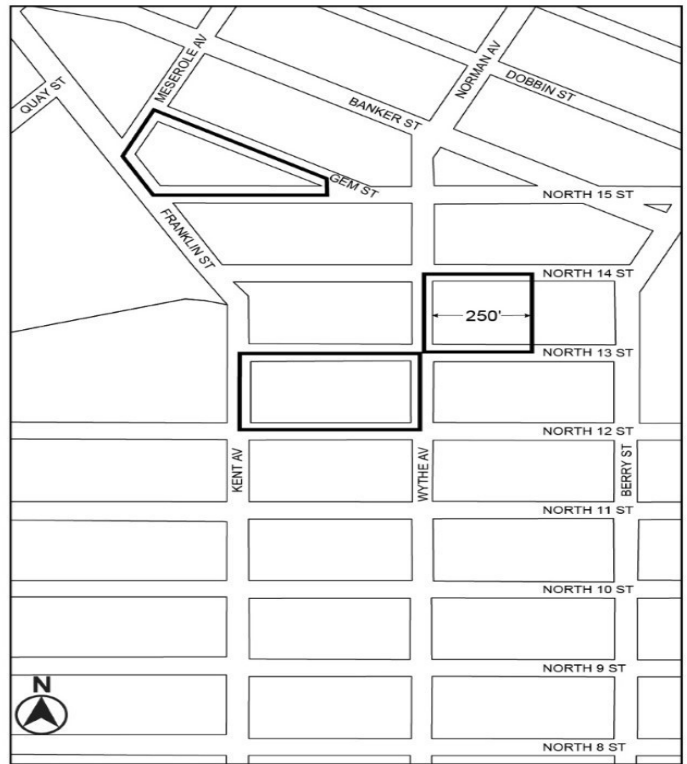 MESEROLE AV
NORMAN AV
QUAY ST
DOBBIN ST
BANKER ST
GEM ST
NORTH 15 ST
FRANKLIN ST
NORTH 14 ST
250'
NORTH 13 ST
NORTH 12 ST
KENT AV
WYTHE AV
BERRY ST
NORTH 11 ST
NORTH 10 ST
NORTH 9 ST
N
NORTH 8 ST